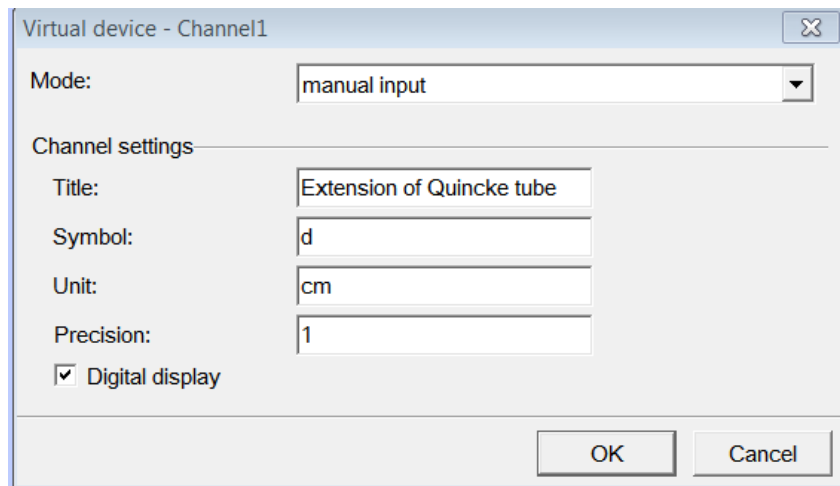 Virtual device - Channel1
Mode: manual input
Channel settings
Title: Extension of Quincke tube
Symbol: d
Unit: cm
Precision: 1
Digital display
OK Cancel